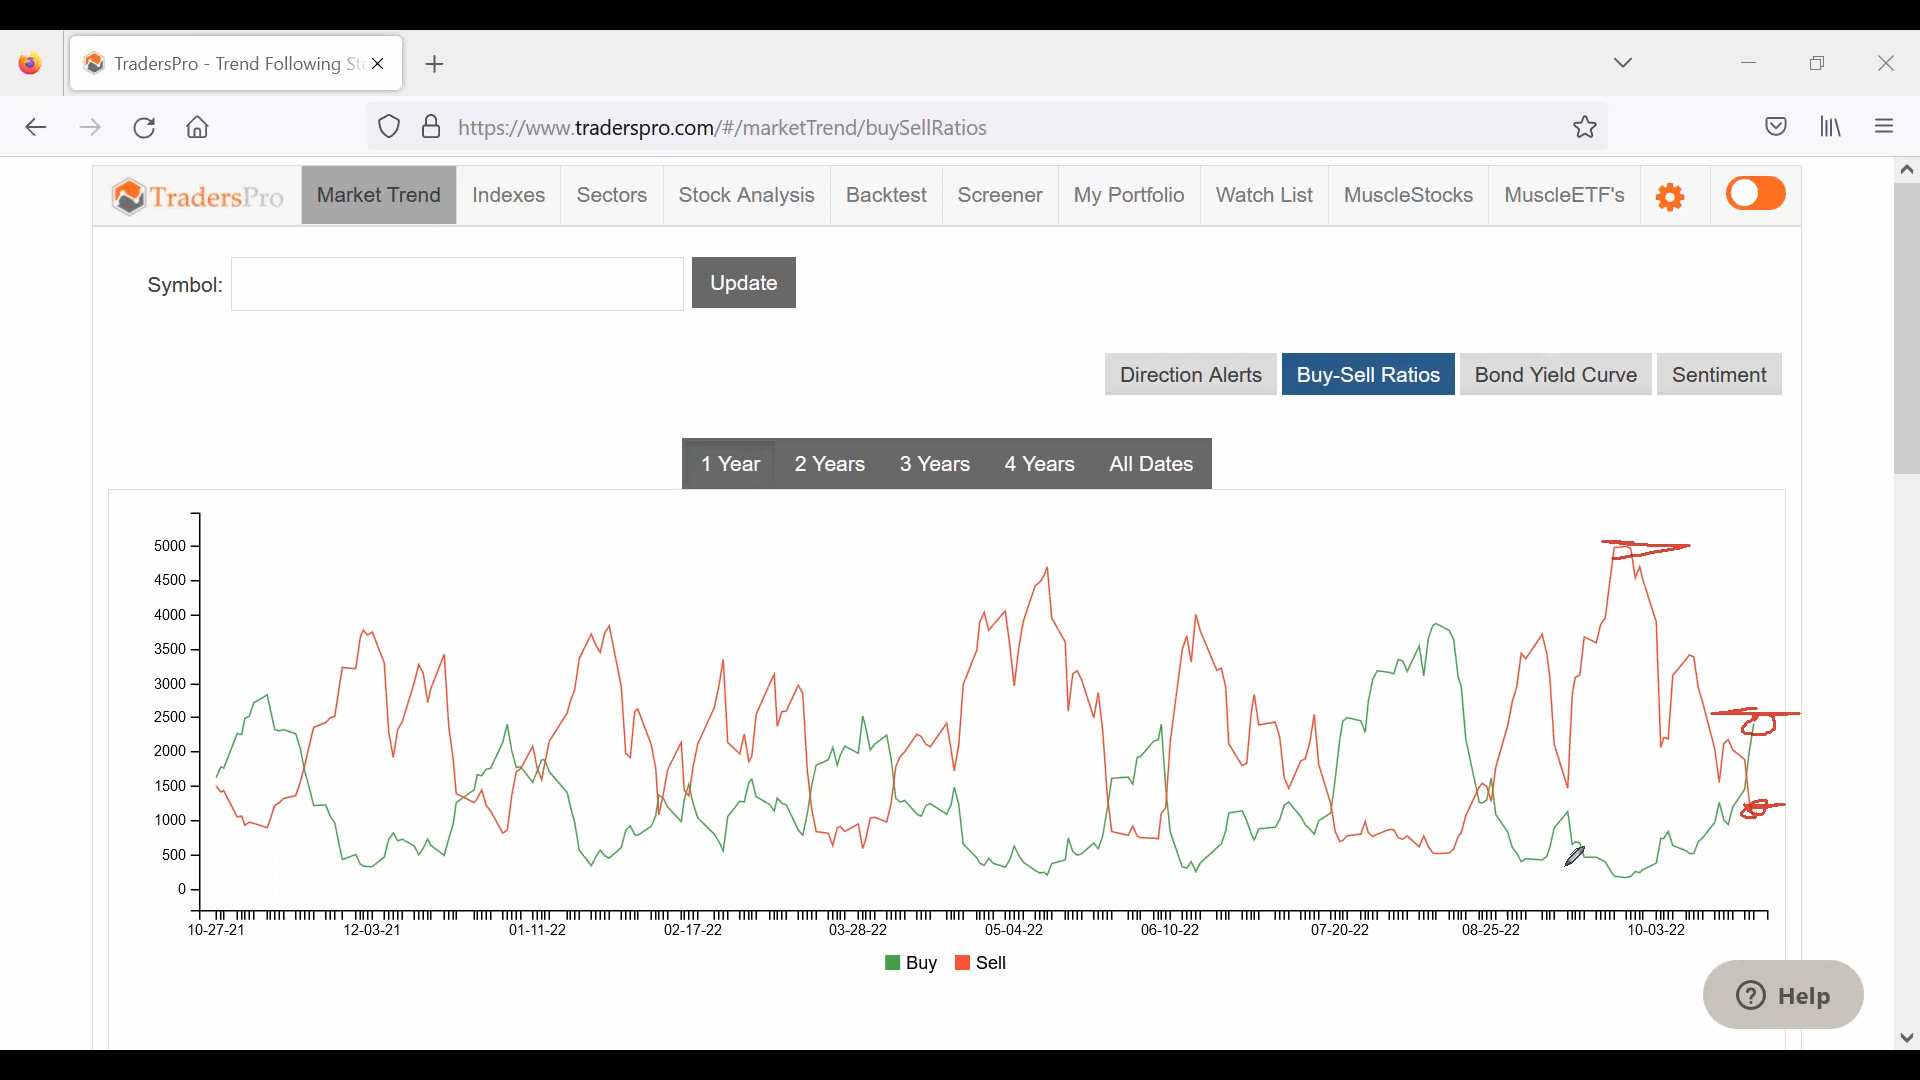 TradersPro - Trend Following St
https://www.traderspro.com/#/marketTrend/buySellRatios
TradersPro Market Trend Indexes Sectors Stock Analysis Backtest Screener My Portfolio Watch List MuscleStocks MuscleETF's
Symbol: Update
Direction Alerts Buy-Sell Ratios Bond Yield Curve Sentiment
1 Year 2 Years 3 Years 4 Years All Dates
5000
4500
4000
3500
3000
2500
2000
1500
1000
500
0
10-27-21 12-03-21 01-11-22 02-17-22 03-28-22 05-04-22 06-10-22 07-20-22 08-25-22 10-03-22
Buy Sell
? Help